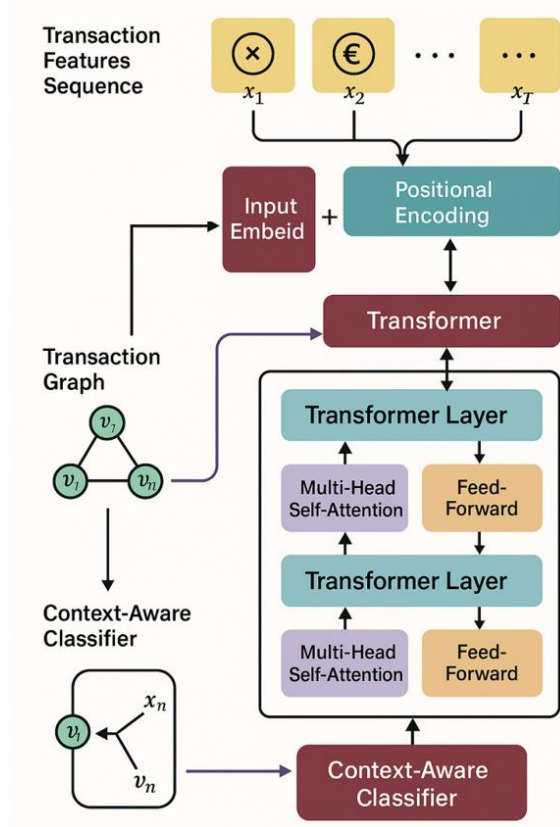 Transaction
Features
Sequence
×
€
...
...
x1
x2
xT
Input
Embeid
+
Positional
Encoding
Transformer
Transaction
Graph
v1
v1
vn
Transformer Layer
Multi-Head
Self-Attention
Feed-
Forward
Transformer Layer
Multi-Head
Self-Attention
Feed-
Forward
Context-Aware
Classifier
xn
v1
vn
Context-Aware
Classifier